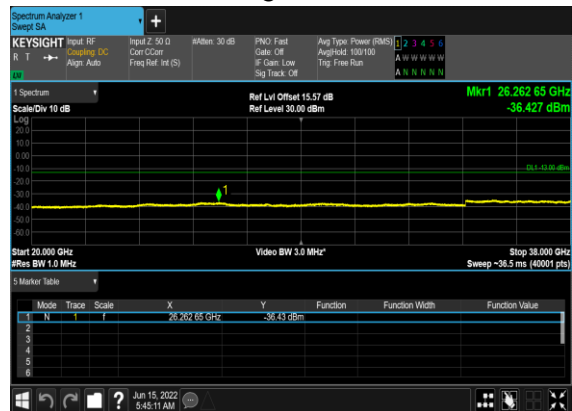 Spectrum Analyzer 1
Swept SA
+
KEYSIGHT Input: RF Input Z: 50 Ω #Atten: 30 dB PNO: Fast Avg Type: Power (RMS) 1 2 3 4 5 6
R T Coupling: DC Corr CCorr Gate: Off Avg|Hold: 100/100 A W W W W W
Align: Auto Freq Ref: Int (S) IF Gain: Low Trig: Free Run
LW Sig Track: Off A N N N N N
1 Spectrum Ref Lvl Offset 15.57 dB Mkr1 26.262 65 GHz
Scale/Div 10 dB Ref Level 30.00 dBm -36.427 dBm
Log
20.0
10.0
0.00
-10.0 DL1 -13.00 dBm
-20.0
-30.0 1
-40.0
-50.0
-60.0
Start 20.000 GHz Video BW 3.0 MHz* Stop 38.000 GHz
#Res BW 1.0 MHz Sweep ~36.5 ms (40001 pts)
5 Marker Table
Mode Trace Scale X Y Function Function Width Function Value
1 N 1 f 26.262 65 GHz -36.43 dBm
2
3
4
5
6
? Jun 15, 2022
5:45:11 AM